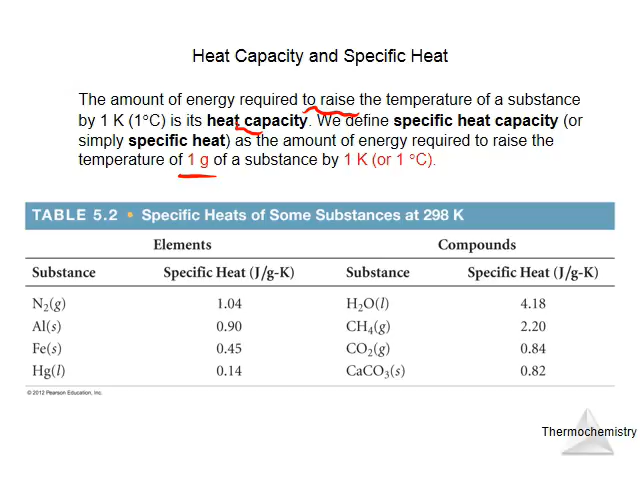 Heat Capacity and Specific Heat
The amount of energy required to raise the temperature of a substance
by 1 K (1°C) is its heat capacity. We define specific heat capacity (or
simply specific heat) as the amount of energy required to raise the
temperature of 1 g of a substance by 1 K (or 1 °C).
TABLE 5.2 • Specific Heats of Some Substances at 298 K
Elements Compounds
Substance Specific Heat (J/g-K) Substance Specific Heat (J/g-K)
N₂(g) 1.04 H₂O(l) 4.18
Al(s) 0.90 CH₄(g) 2.20
Fe(s) 0.45 CO₂(g) 0.84
Hg(l) 0.14 CaCO₃(s) 0.82
© 2012 Pearson Education, Inc.
Thermochemistry